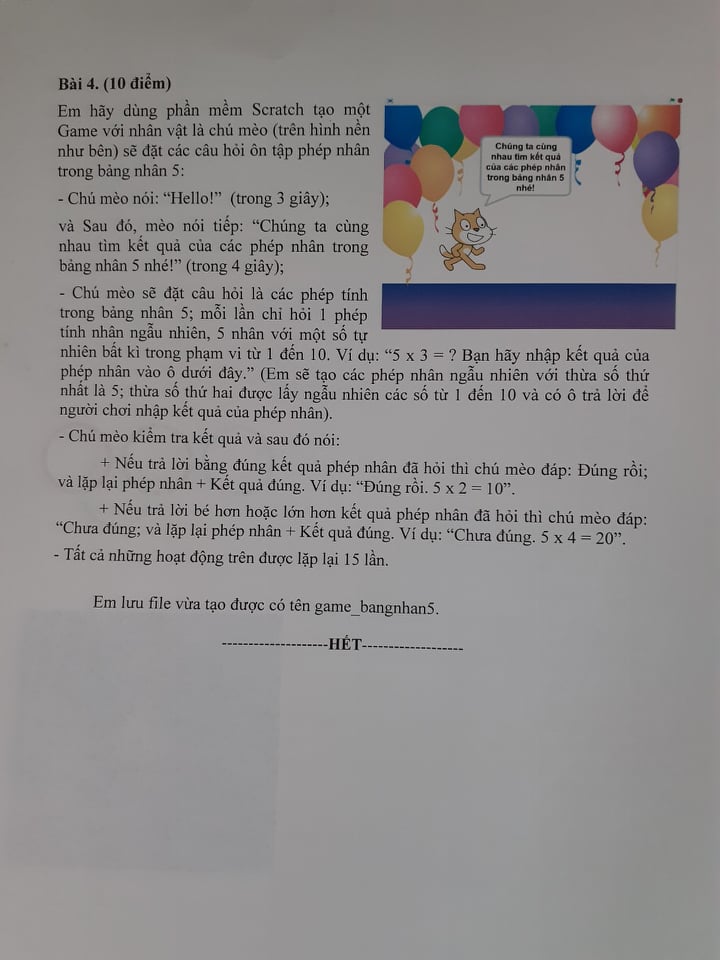 Bài 4. (10 điểm)
Em hãy dùng phần mềm Scratch tạo một
Game với nhân vật là chú mèo (trên hình nền
như bên) sẽ đặt các câu hỏi ôn tập phép nhân
trong bảng nhân 5:
- Chú mèo nói: “Hello!” (trong 3 giây);
và Sau đó, mèo nói tiếp: “Chúng ta cùng
nhau tìm kết quả của các phép nhân trong
bảng nhân 5 nhé!” (trong 4 giây);
Chúng ta cùng
nhau tìm kết quả
của các phép nhân
trong bảng nhân 5
nhé!
- Chú mèo sẽ đặt câu hỏi là các phép tính
trong bảng nhân 5; mỗi lần chỉ hỏi 1 phép
tính nhân ngẫu nhiên, 5 nhân với một số tự
nhiên bất kì trong phạm vi từ 1 đến 10. Ví dụ: “5 x 3 = ? Bạn hãy nhập kết quả của
phép nhân vào ô dưới đây.” (Em sẽ tạo các phép nhân ngẫu nhiên với thừa số thứ
nhất là 5; thừa số thứ hai được lấy ngẫu nhiên các số từ 1 đến 10 và có ô trả lời để
người chơi nhập kết quả của phép nhân).
- Chú mèo kiểm tra kết quả và sau đó nói:
+ Nếu trả lời bằng đúng kết quả phép nhân đã hỏi thì chú mèo đáp: Đúng rồi;
và lặp lại phép nhân + Kết quả đúng. Ví dụ: “Đúng rồi. 5 x 2 = 10”.
+ Nếu trả lời bé hơn hoặc lớn hơn kết quả phép nhân đã hỏi thì chú mèo đáp:
“Chưa đúng; và lặp lại phép nhân + Kết quả đúng. Ví dụ: “Chưa đúng. 5 x 4 = 20”.
- Tất cả những hoạt động trên được lặp lại 15 lần.
Em lưu file vừa tạo được có tên game_bangnhan5.
--------------------HẾT-------------------